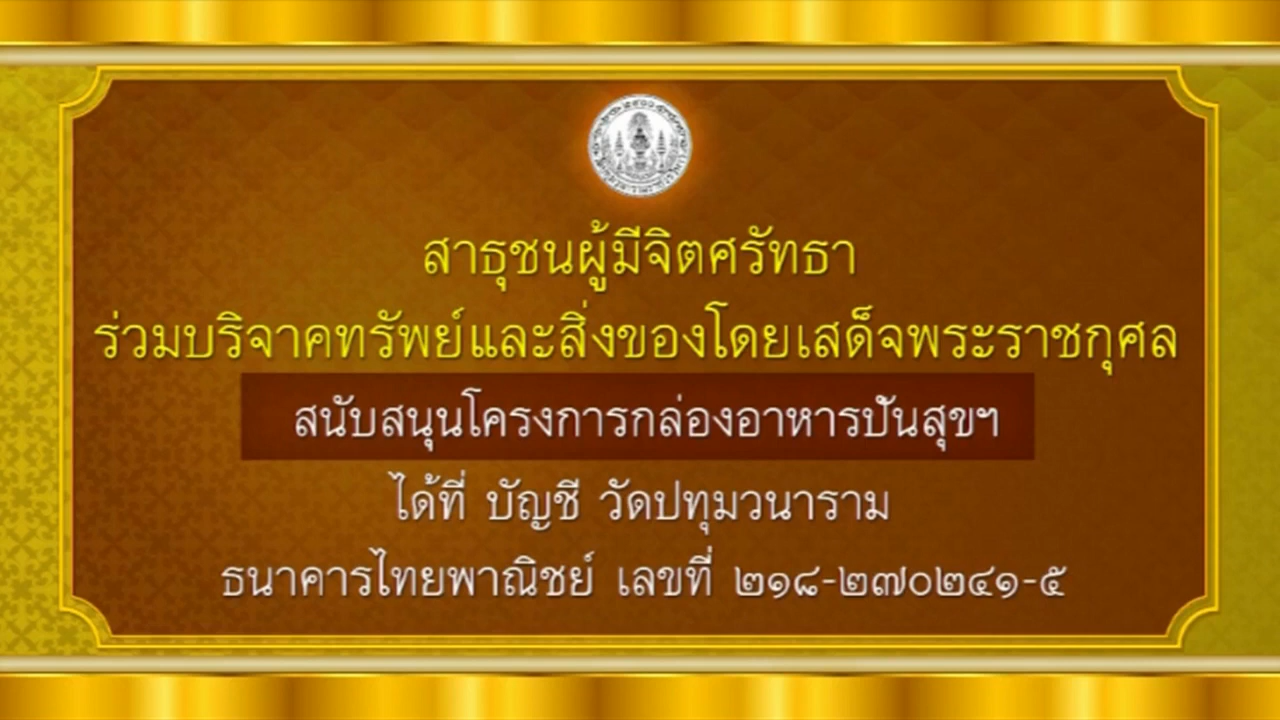 สาธุชนผู้มีจิตศรัทธา
ร่วมบริจาคทรัพย์และสิ่งของโดยเสด็จพระราชกุศล
สนับสนุนโครงการกล่องอาหารปันสุขฯ
ได้ที่ บัญชี วัดปทุมวนาราม
ธนาคารไทยพาณิชย์ เลขที่ ๒๑๘-๒๗๐๒๔๑-๕